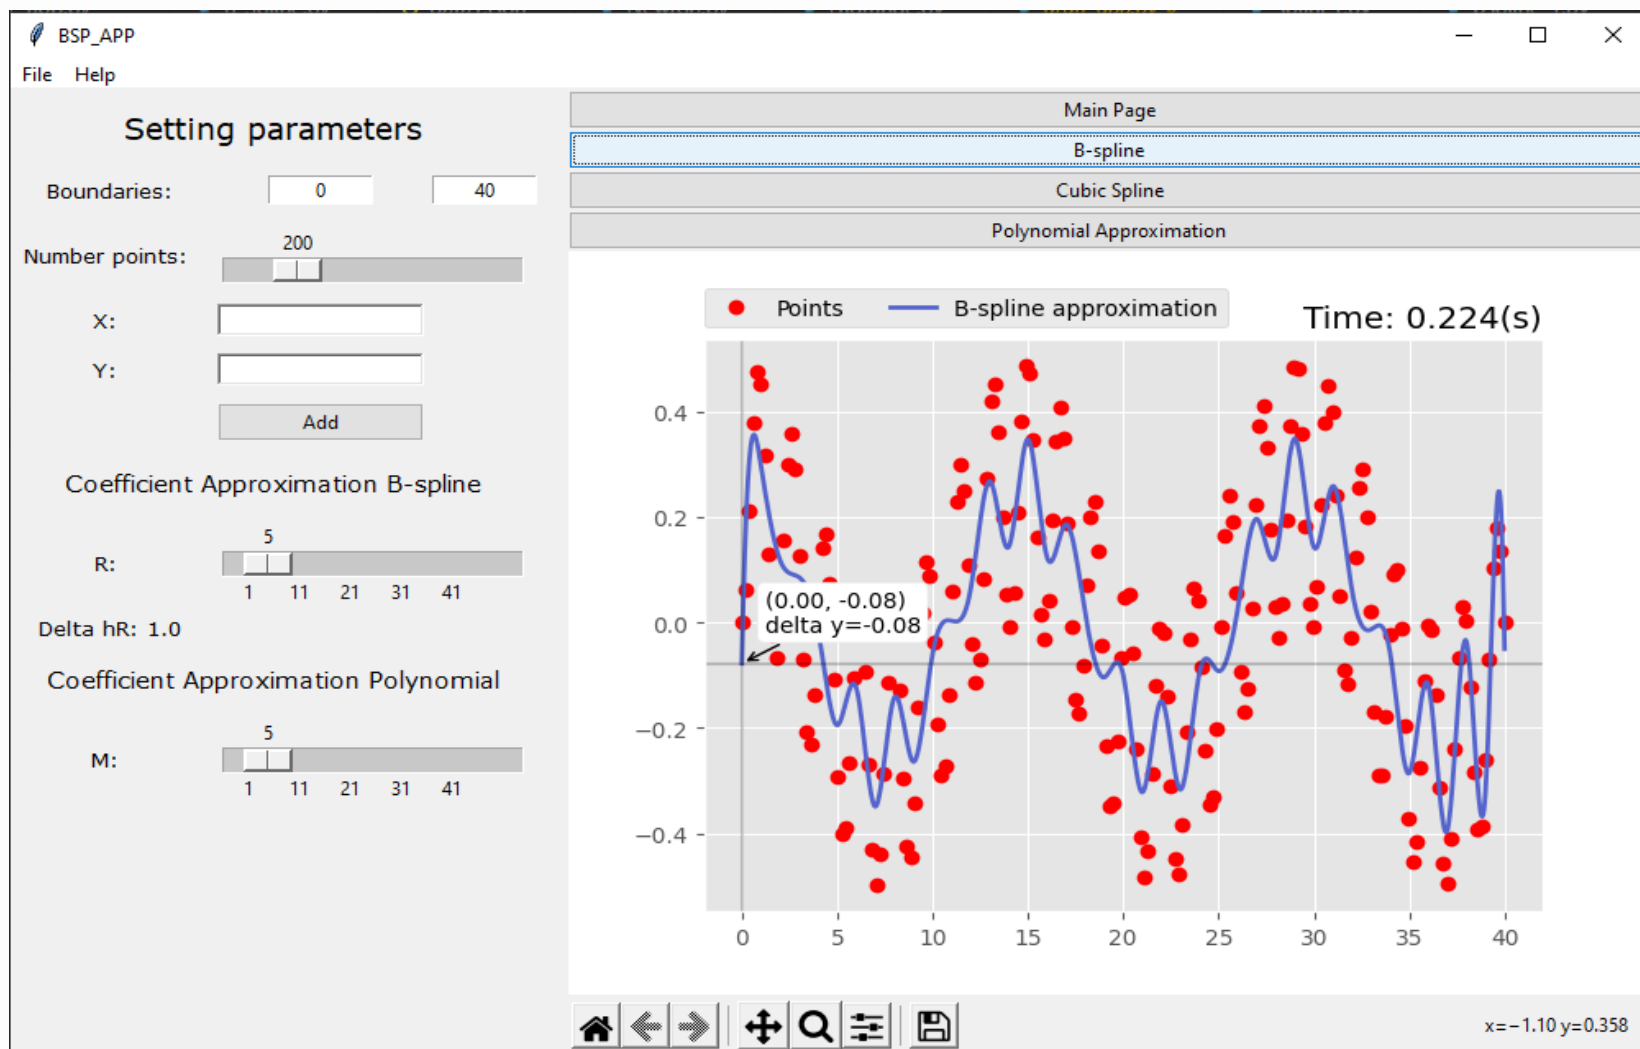 BSP_APP
File Help
Setting parameters
Boundaries: 0 40
Number points: 200
X:
Y:
Add
Coefficient Approximation B-spline
R: 5
1 11 21 31 41
Delta hR: 1.0
Coefficient Approximation Polynomial
M: 5
1 11 21 31 41
Main Page
B-spline
Cubic Spline
Polynomial Approximation
Points B-spline approximation
Time: 0.224(s)
0.4
0.2
0.0
−0.2
−0.4
(0.00, -0.08)
delta y=-0.08
0 5 10 15 20 25 30 35 40
x=−1.10 y=0.358